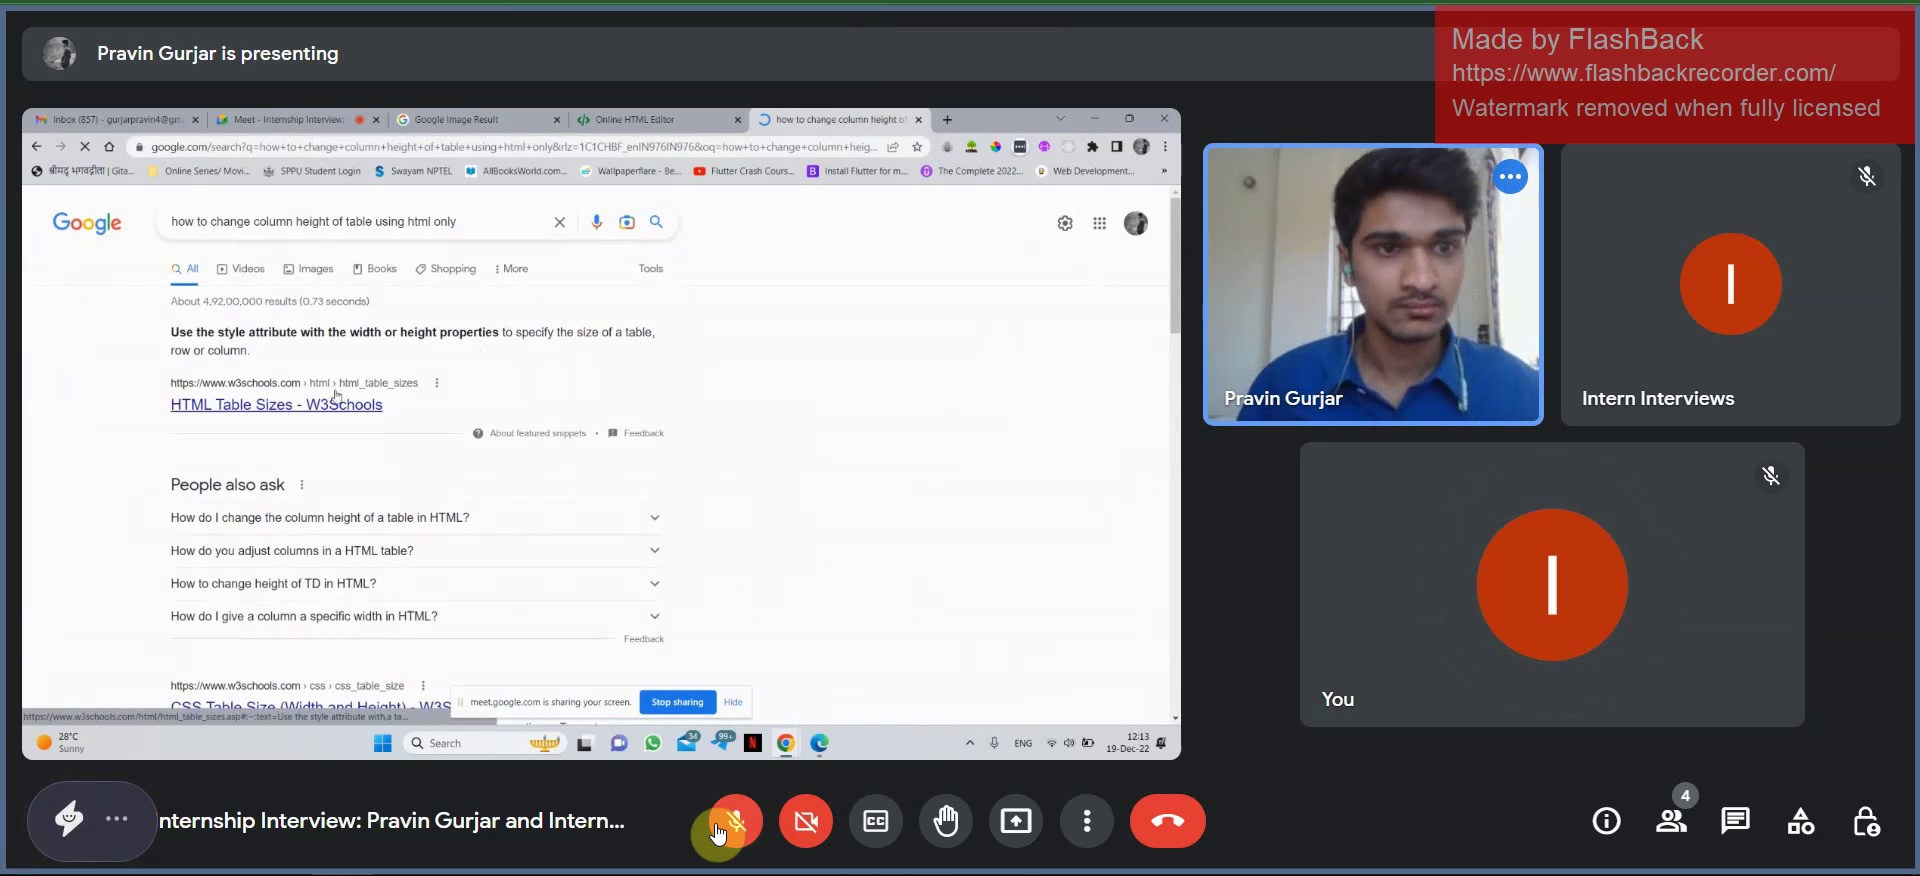 Pravin Gurjar is presenting
Made by FlashBack
https://www.flashbackrecorder.com/
Watermark removed when fully licensed
Inbox (857) - gurjarpravin4@gm
Meet - Internship Interview:
Google Image Result
Online HTML Editor
how to change column height of
google.com/search?q=how+to+change+column+height+of+table+using+html+only&rlz=1C1CHBF_enIN976IN976&oq=how+to+change+column+heig...
श्रीमद् भगवद्गीता | Gita...
Online Series/ Movi...
SPPU Student Login
Swayam NPTEL
AllBooksWorld.com...
Wallpaperflare - Be...
Flutter Crash Cours...
Install Flutter for m...
The Complete 2022...
Web Development...
»
Google
how to change column height of table using html only
All
Videos
Images
Books
Shopping
More
Tools
About 4,92,00,000 results (0.73 seconds)
Use the style attribute with the width or height properties to specify the size of a table,
row or column.
https://www.w3schools.com › html › html_table_sizes
HTML Table Sizes - W3Schools
About featured snippets
•
Feedback
People also ask
How do I change the column height of a table in HTML?
How do you adjust columns in a HTML table?
How to change height of TD in HTML?
How do I give a column a specific width in HTML?
Feedback
https://www.w3schools.com › css › css_table_size
CSS Table Size (Width and Height) - W3S
meet.google.com is sharing your screen.
Stop sharing
Hide
https://www.w3schools.com/html/html_table_sizes.asp#:~:text=Use the style attribute with,a ta...
28°C
Sunny
Search
34
99+
N
ENG
12:13
19-Dec-22
Pravin Gurjar
I
Intern Interviews
I
You
nternship Interview: Pravin Gurjar and Intern...
CC
4